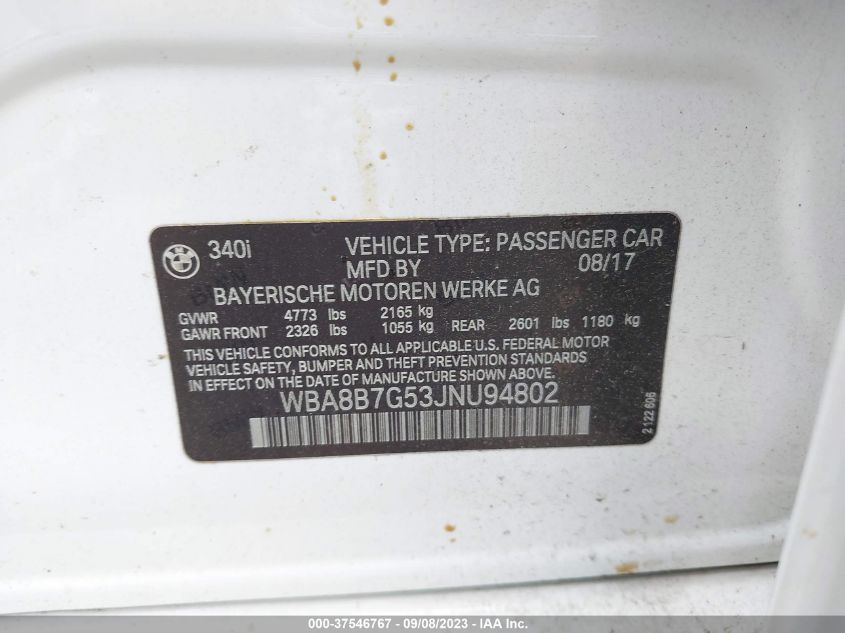 340i VEHICLE TYPE: PASSENGER CAR
MFD BY 08/17
BAYERISCHE MOTOREN WERKE AG
GVWR 4773 lbs 2165 kg
GAWR FRONT 2326 lbs 1055 kg REAR 2601 lbs 1180 kg
THIS VEHICLE CONFORMS TO ALL APPLICABLE U.S. FEDERAL MOTOR
VEHICLE SAFETY, BUMPER AND THEFT PREVENTION STANDARDS
IN EFFECT ON THE DATE OF MANUFACTURE SHOWN ABOVE.
WBA8B7G53JNU94802
2122696
000-37546767 - 09/08/2023 - © IAA Inc.